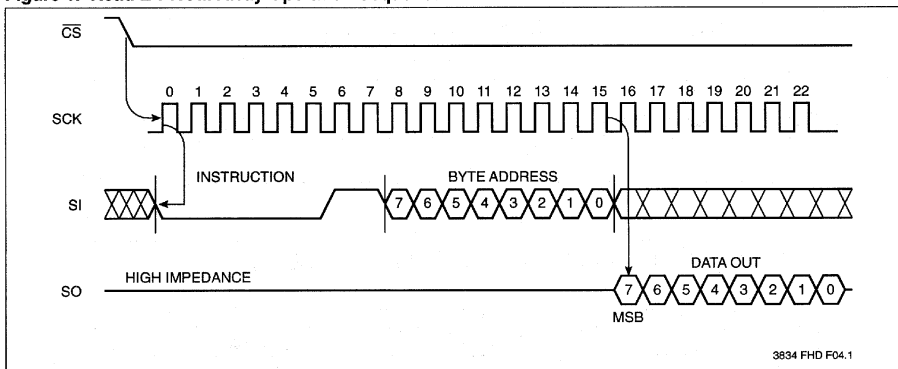 CS
0 1 2 3 4 5 6 7 8 9 10 11 12 13 14 15 16 17 18 19 20 21 22
SCK
INSTRUCTION
BYTE ADDRESS
SI
7 6 5 4 3 2 1 0
DATA OUT
HIGH IMPEDANCE
SO
7 6 5 4 3 2 1 0
MSB
3834 FHD F04.1